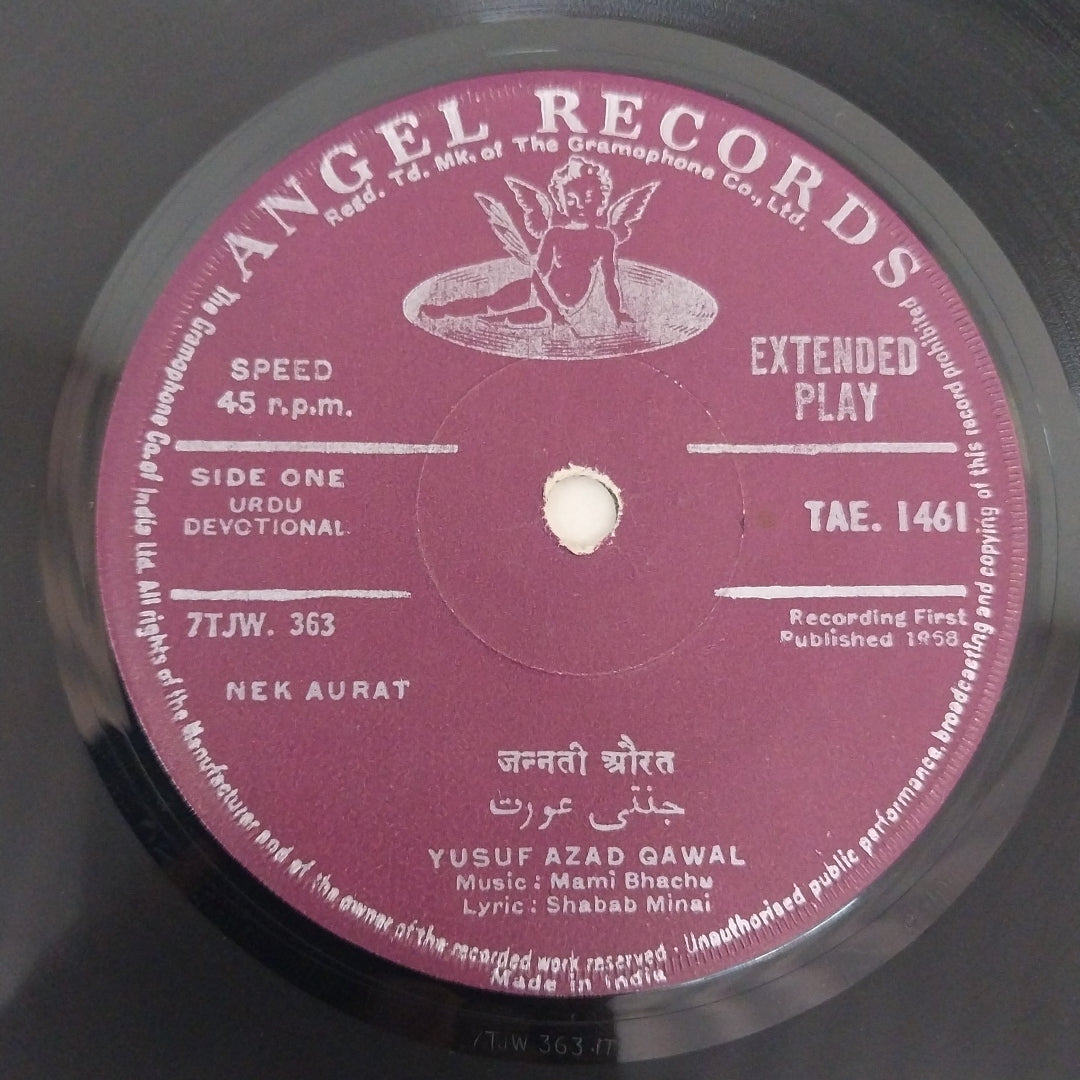 ANGEL RECORDS
Regd. Td. MK. of The Gramophone Co., Ltd.
SPEED
45 r.p.m.
EXTENDED
PLAY
SIDE ONE
URDU
DEVOTIONAL
TAE. 1461
7TJW. 363
Recording First
Published 1968
NEK AURAT
जन्नती औरत
جنتی عورت
YUSUF AZAD QAWAL
Music : Mami Bhachu
Lyric : Shabab Minai
The Gramophone Co. of India Ltd. All rights of the Manufacturer and of the owner of the recorded work reserved · Unauthorised public performance, broadcasting and copying of this record prohibited
Made in India
7TJW 363